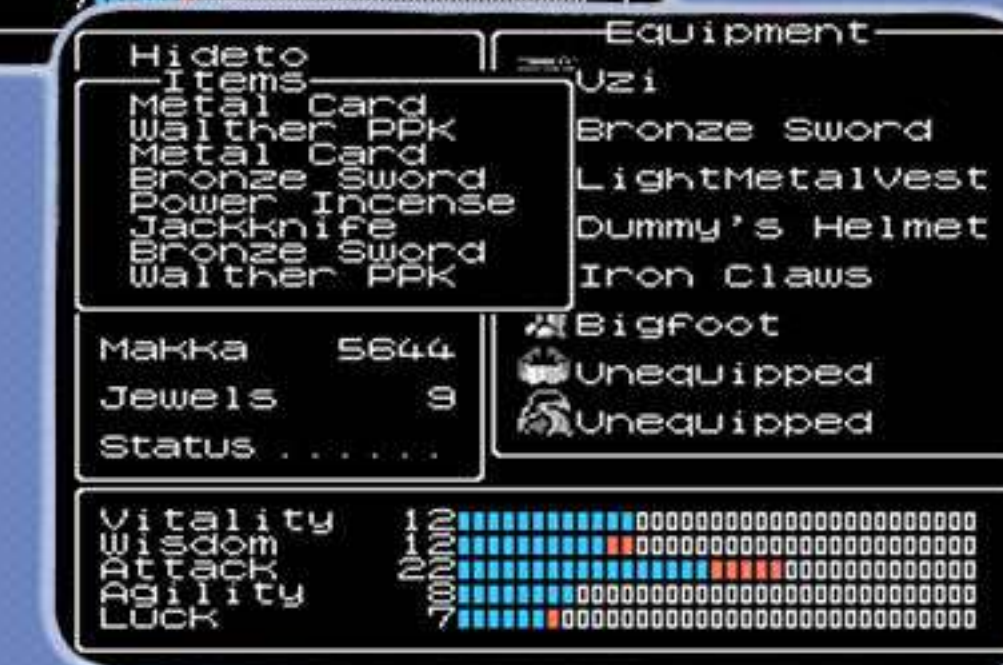 Hideto
Items
Metal Card
Walther PPK
Metal Card
Bronze Sword
Power Incense
Jackknife
Bronze Sword
Walther PPK
Makka 5644
Jewels 9
Status ......
Equipment
Uzi
Bronze Sword
LightMetalVest
Dummy's Helmet
Iron Claws
Bigfoot
Unequipped
Unequipped
Vitality 12
Wisdom 12
Attack 22
Agility 8
Luck 7